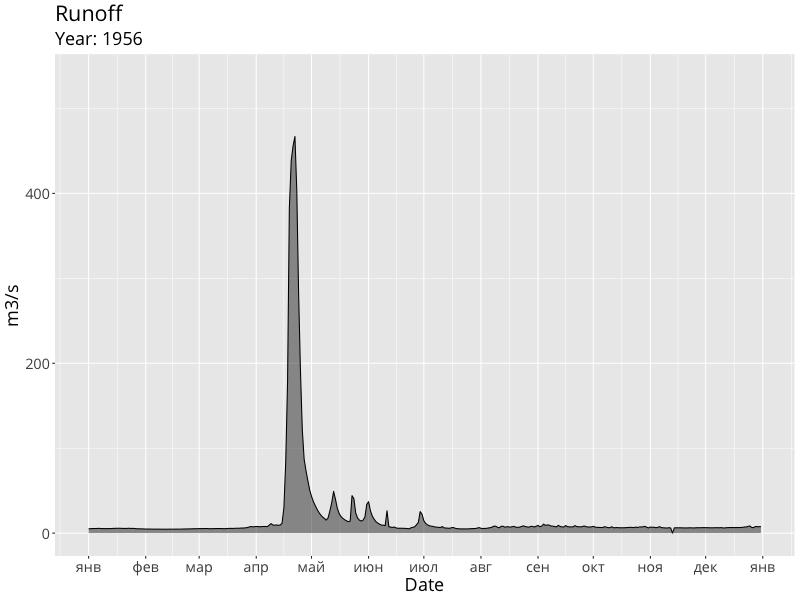 Runoff
Year: 1956
m3/s
400
200
0
янв фев мар апр май июн июл авг сен окт ноя дек янв
Date